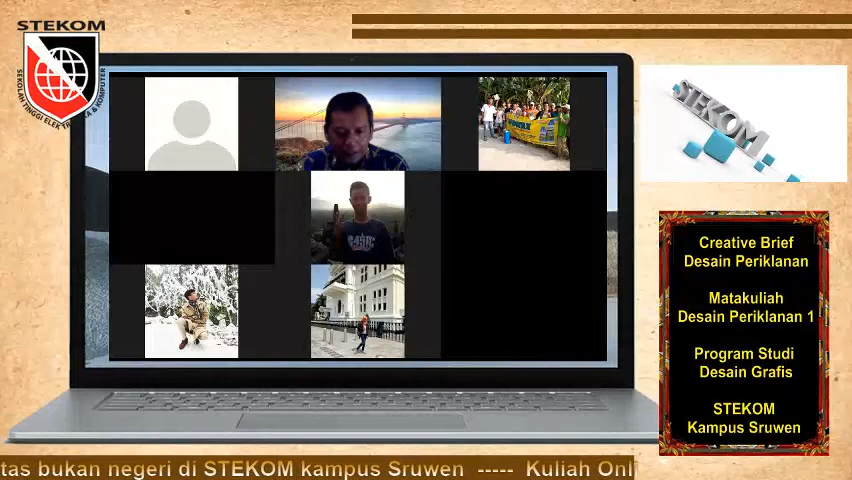 STEKOM
SEKOLAH TINGGI ELEKTRONIKA & KOMPUTER
STEKOM
Creative Brief
Desain Periklanan
Matakuliah
Desain Periklanan 1
Program Studi
Desain Grafis
STEKOM
Kampus Sruwen
tas bukan negeri di STEKOM kampus Sruwen ----- Kuliah Onli